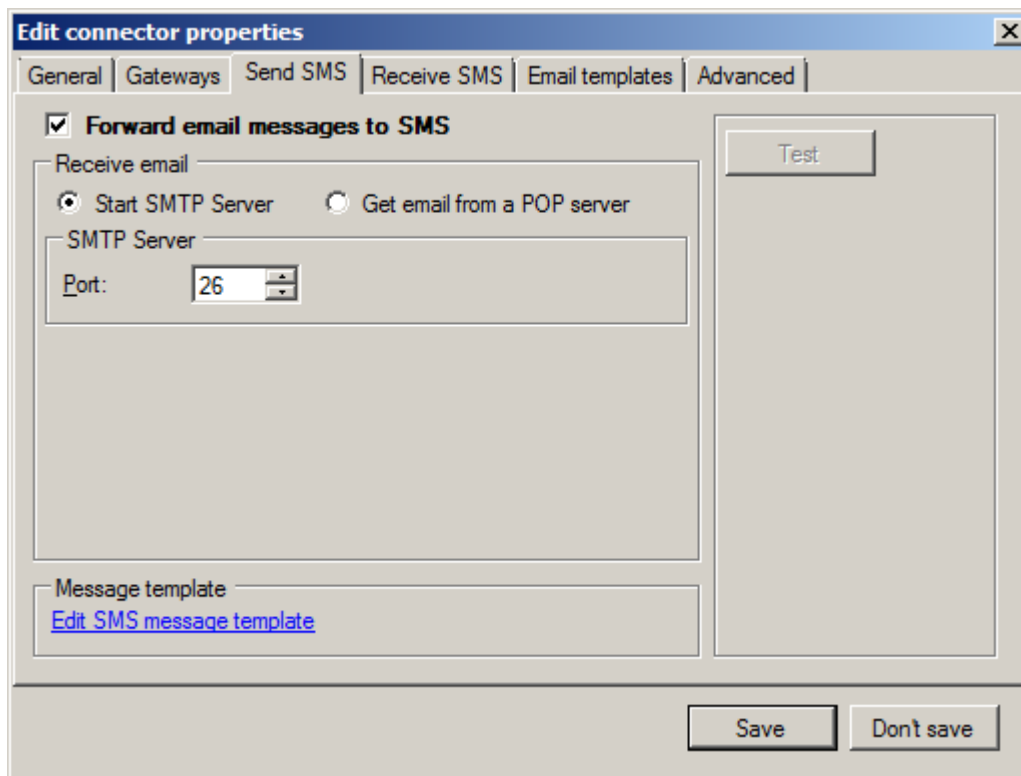 Edit connector properties
General Gateways Send SMS Receive SMS Email templates Advanced
Forward email messages to SMS
Test
Receive email
Start SMTP Server Get email from a POP server
SMTP Server
Port: 26
Message template
Edit SMS message template
Save Don't save